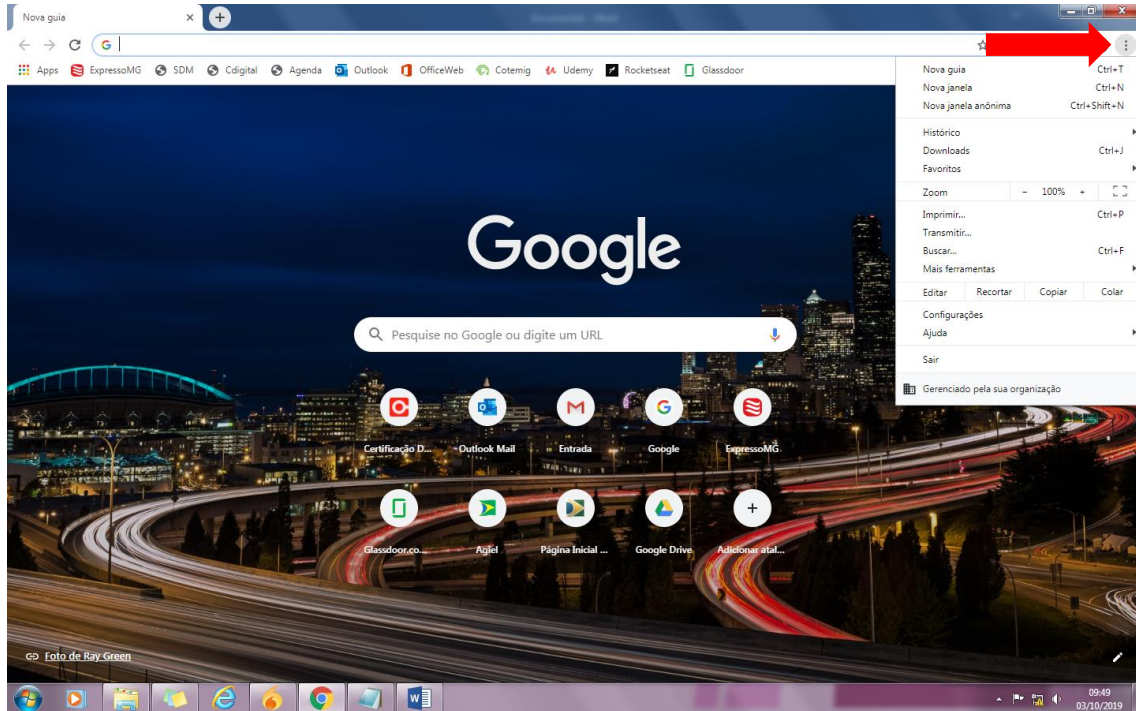 Nova guia
Apps ExpressoMG SDM Cdigital Agenda Outlook OfficeWeb Cotemig Udemy Rocketseat Glassdoor
Nova guia Ctrl+T
Nova janela Ctrl+N
Nova janela anônima Ctrl+Shift+N
Histórico
Downloads Ctrl+J
Favoritos
Zoom - 100% +
Imprimir... Ctrl+P
Transmitir...
Buscar... Ctrl+F
Mais ferramentas
Editar Recortar Copiar Colar
Configurações
Ajuda
Sair
Gerenciado pela sua organização
Google
Pesquise no Google ou digite um URL
Certificação D... Outlook Mail Entrada Google ExpressoMG
Glassdoor.co... Agiel Página Inicial ... Google Drive Adicionar atal...
Foto de Ray Green
09:49
03/10/2019